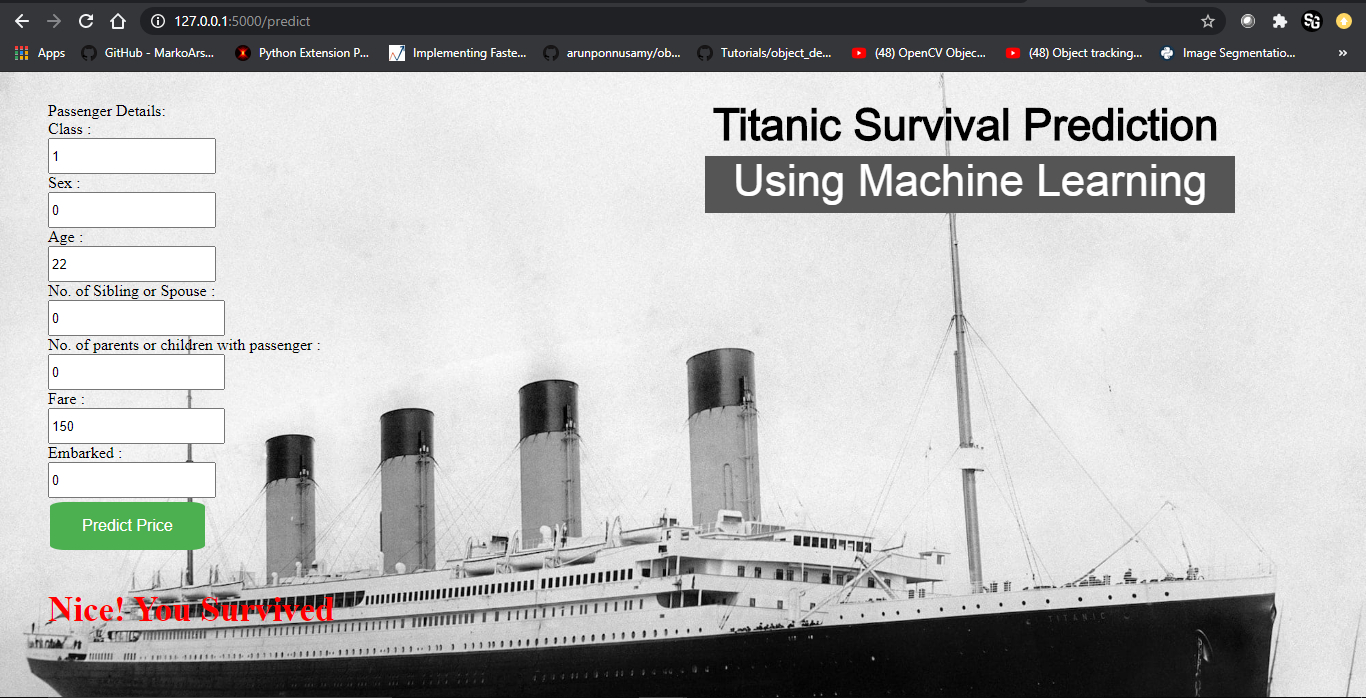 127.0.0.1:5000/predict
SG
Apps
GitHub - MarkoArs...
Python Extension P...
Implementing Faste...
arunponnusamy/ob...
Tutorials/object_de...
(48) OpenCV Objec...
(48) Object tracking...
Image Segmentatio...
»
Passenger Details:
Class :
1
Sex :
0
Age :
22
No. of Sibling or Spouse :
0
No. of parents or children with passenger :
0
Fare :
150
Embarked :
0
Predict Price
Nice! You Survived
Titanic Survival Prediction
Using Machine Learning
TITANIC